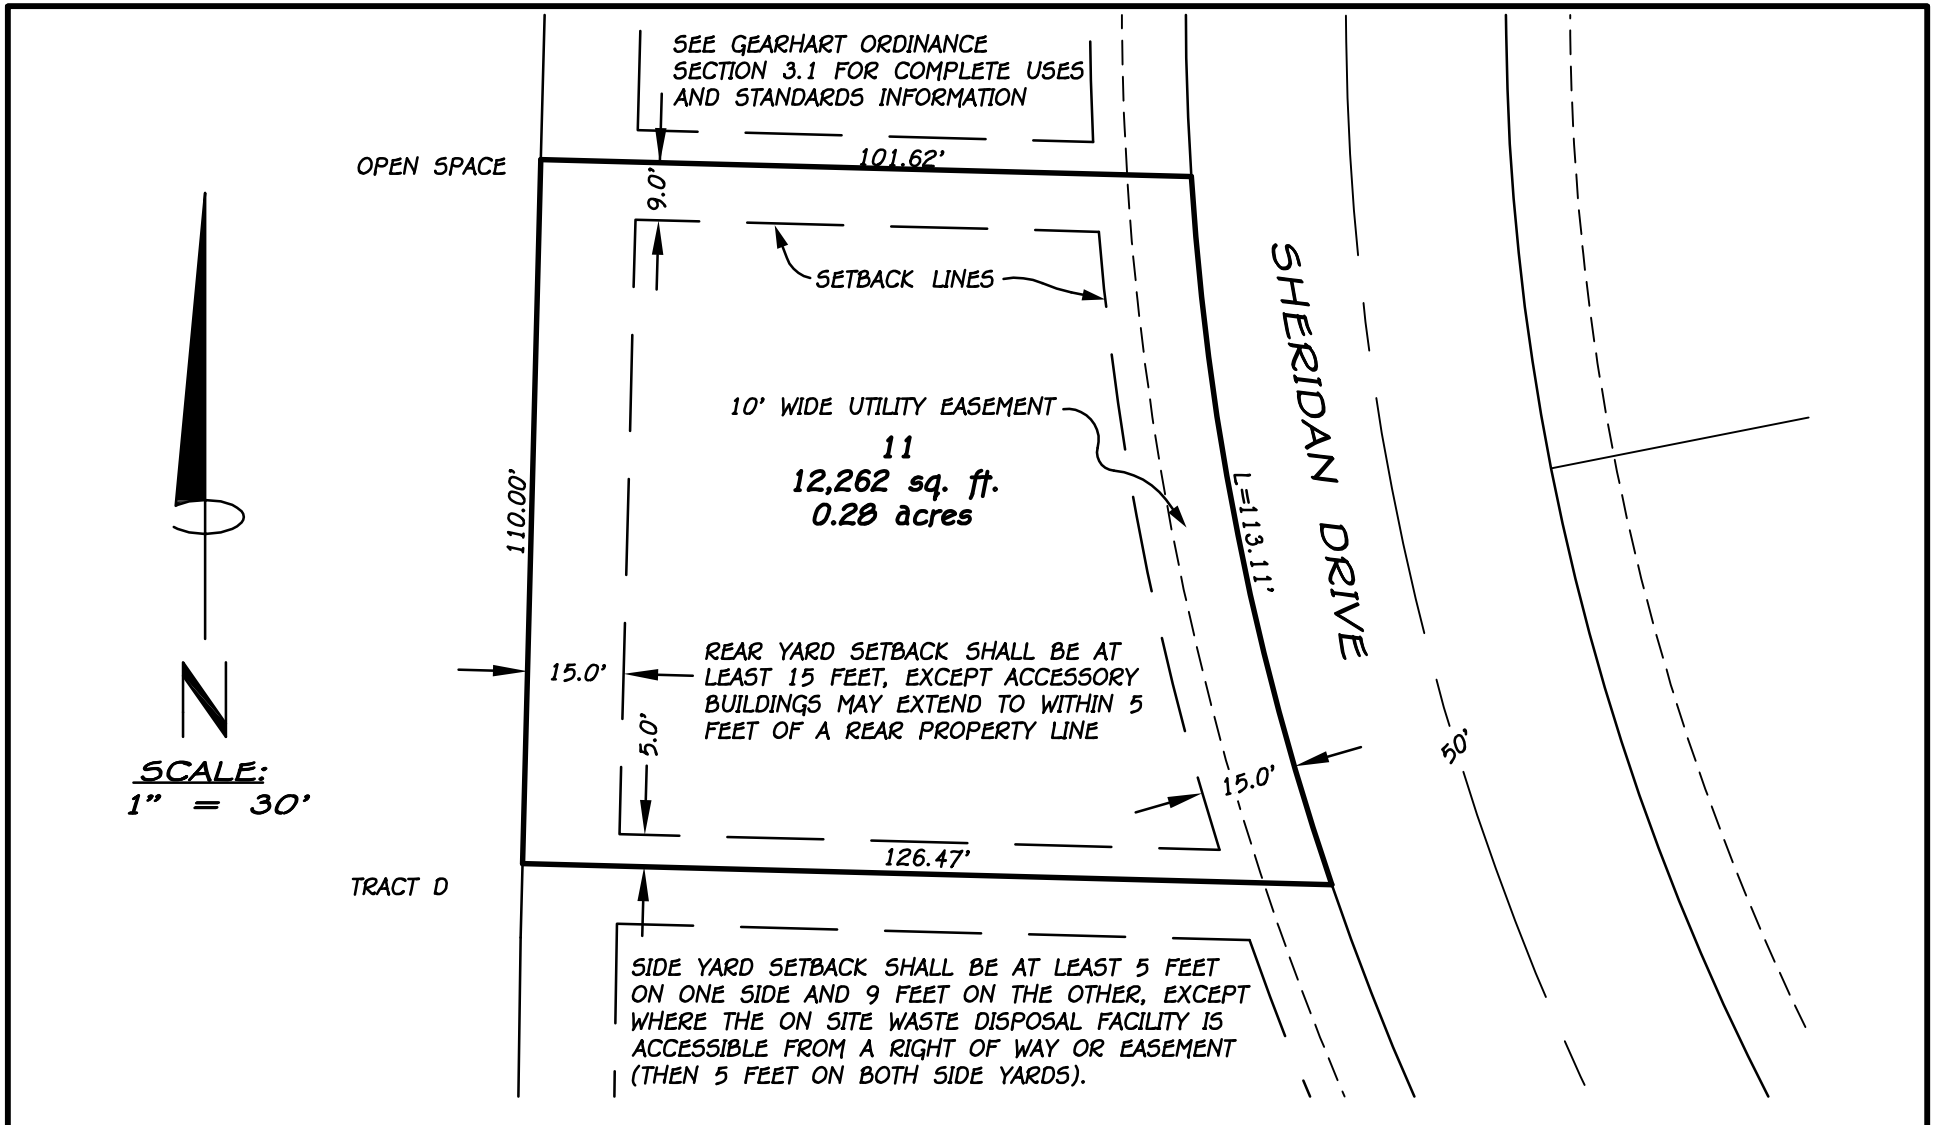 SEE GEARHART ORDINANCE
SECTION 3.1 FOR COMPLETE USES
AND STANDARDS INFORMATION
101.62'
OPEN SPACE
9.0'
SETBACK LINES
SHERIDAN DRIVE
10' WIDE UTILITY EASEMENT
11
12,262 sq. ft.
0.28 acres
110.00'
L=113.11'
REAR YARD SETBACK SHALL BE AT
LEAST 15 FEET, EXCEPT ACCESSORY
BUILDINGS MAY EXTEND TO WITHIN 5
FEET OF A REAR PROPERTY LINE
15.0'
5.0'
N
SCALE:
1" = 30'
15.0'
50'
126.47'
TRACT D
SIDE YARD SETBACK SHALL BE AT LEAST 5 FEET
ON ONE SIDE AND 9 FEET ON THE OTHER, EXCEPT
WHERE THE ON SITE WASTE DISPOSAL FACILITY IS
ACCESSIBLE FROM A RIGHT OF WAY OR EASEMENT
(THEN 5 FEET ON BOTH SIDE YARDS).